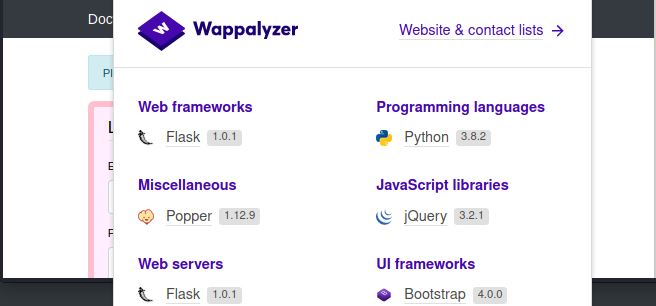 Doc
Wappalyzer
Website & contact lists
Pl
L
E
F
Web frameworks
Flask 1.0.1
Programming languages
Python 3.8.2
Miscellaneous
Popper 1.12.9
JavaScript libraries
jQuery 3.2.1
Web servers
Flask 1.0.1
UI frameworks
Bootstrap 4.0.0